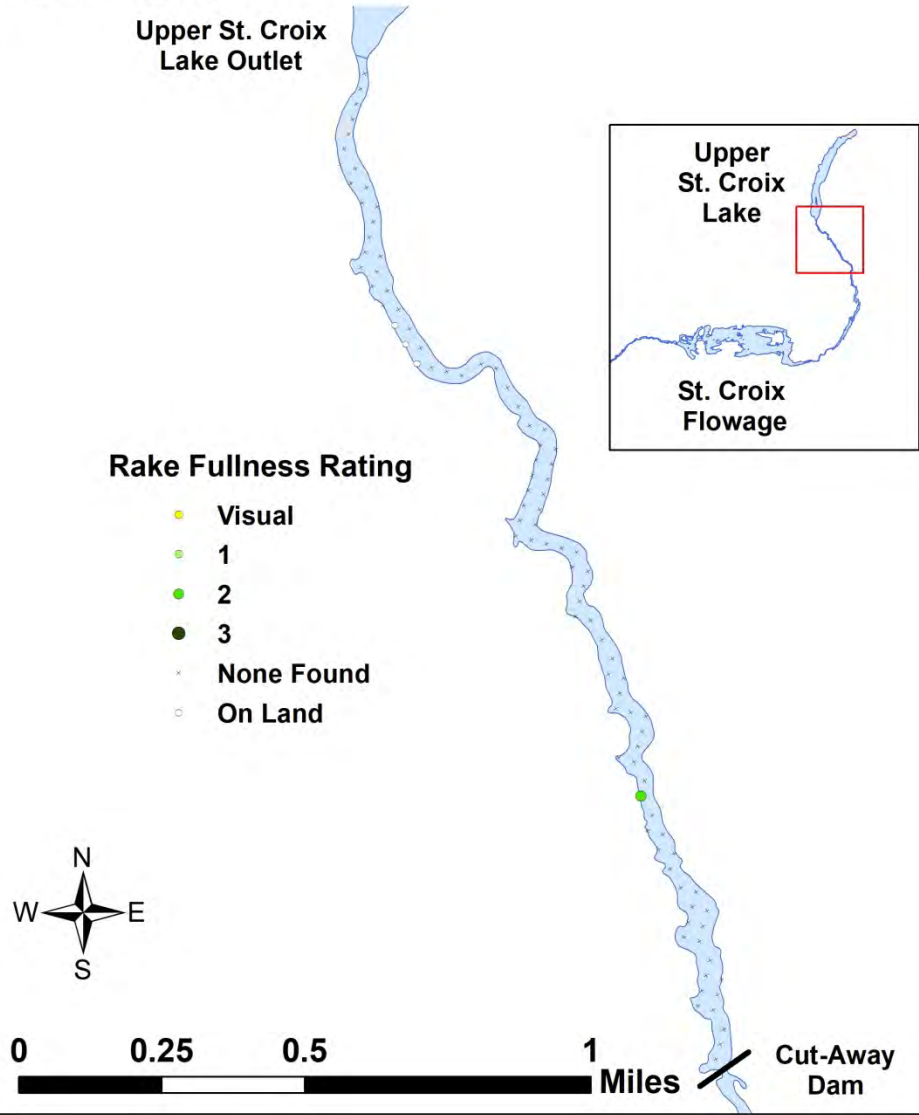 Upper St. Croix
Lake Outlet
Upper
St. Croix
Lake
St. Croix
Flowage
Rake Fullness Rating
Visual
1
2
3
None Found
On Land
N
W E
S
0 0.25 0.5 1
Miles
Cut-Away
Dam